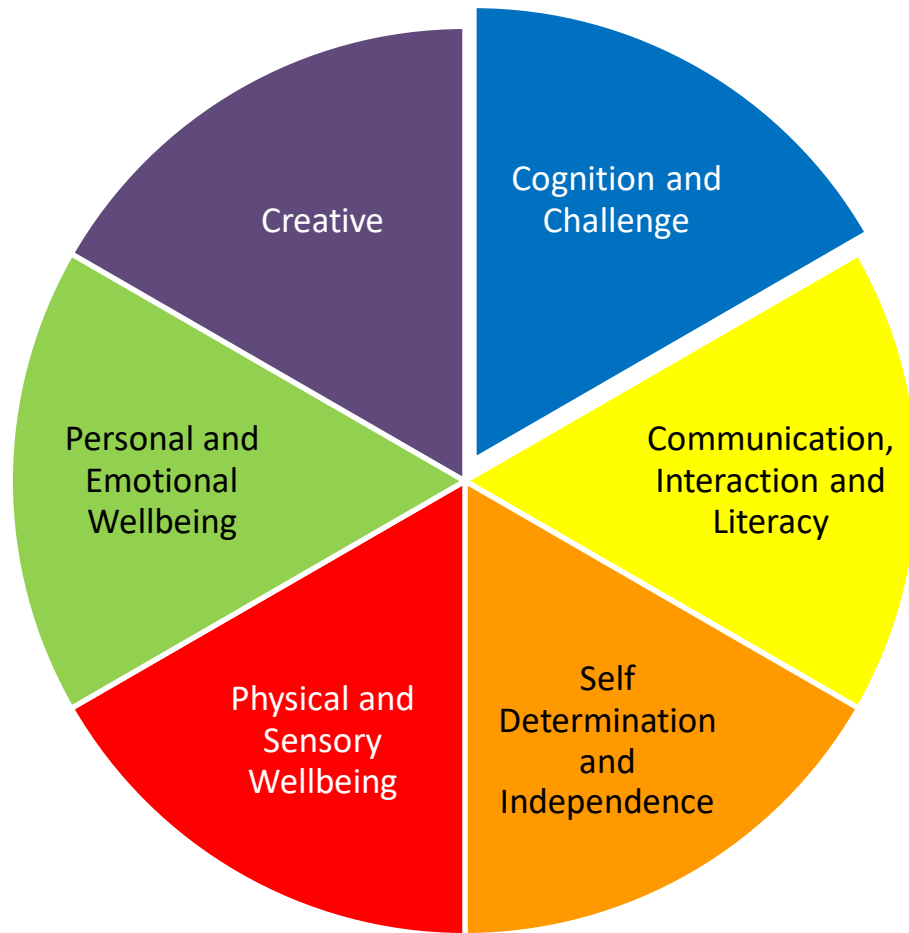 Cognition and
Challenge
Communication,
Interaction and
Literacy
Self
Determination
and
Independence
Physical and
Sensory
Wellbeing
Personal and
Emotional
Wellbeing
Creative